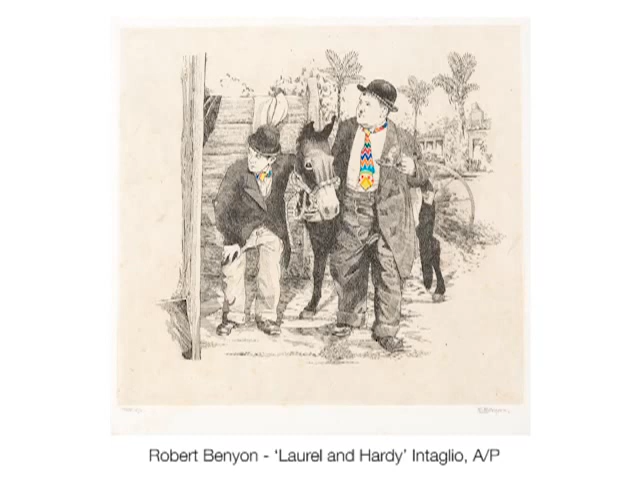 Robert Benyon - ‘Laurel and Hardy’ Intaglio, A/P